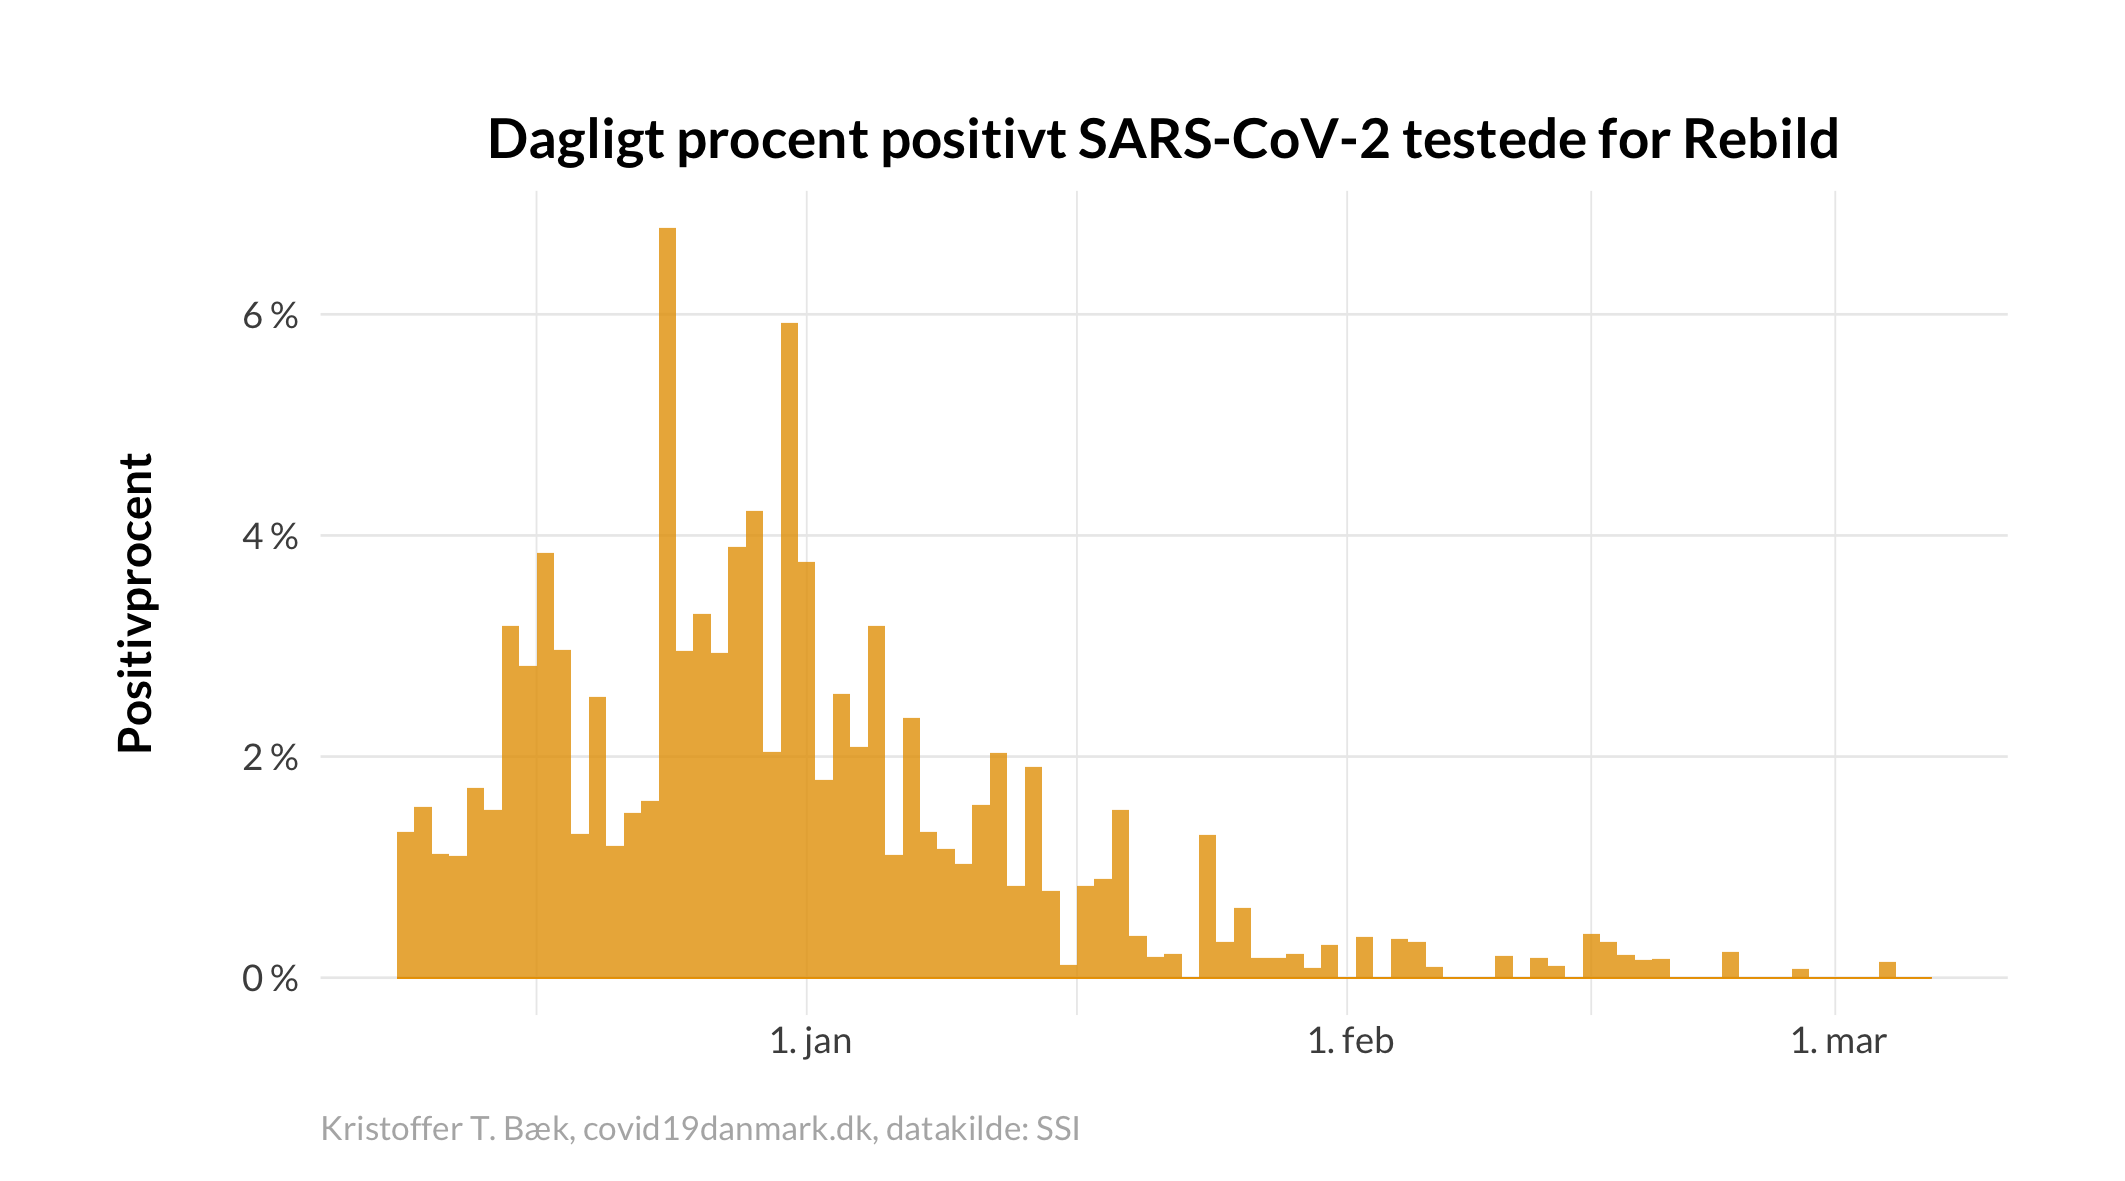 Dagligt procent positivt SARS-CoV-2 testede for Rebild
Positivprocent
6 %
4 %
2 %
0 %
1. jan
1. feb
1. mar
Kristoffer T. Bæk, covid19danmark.dk, datakilde: SSI